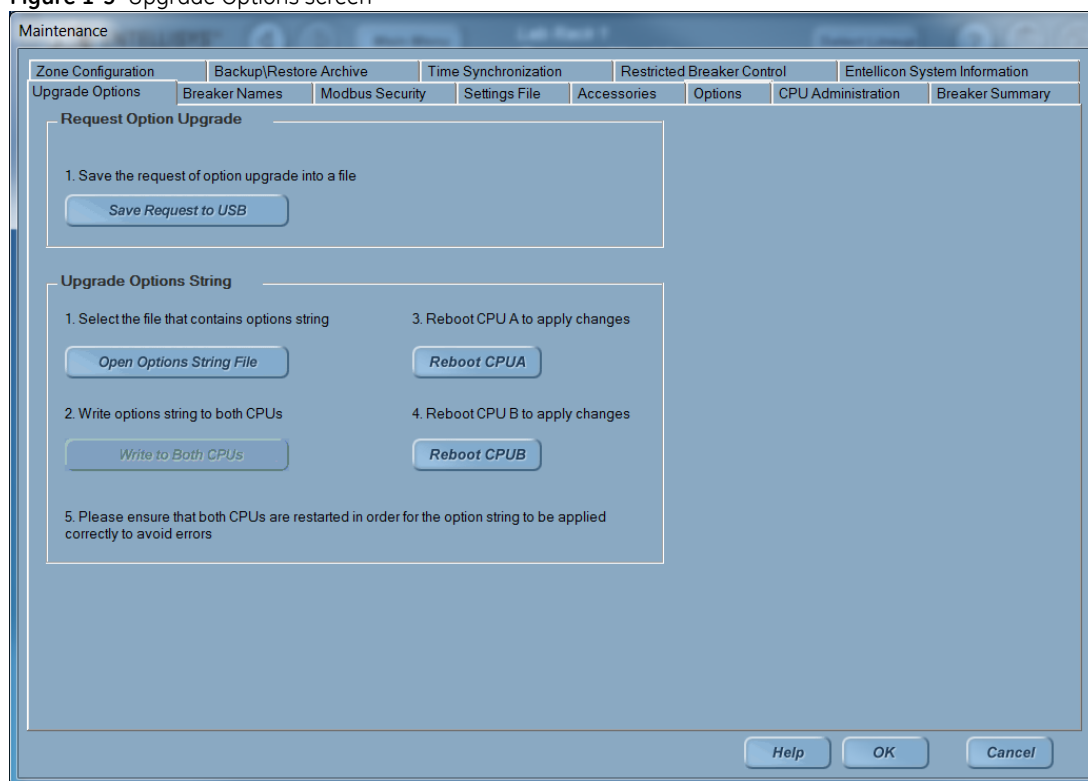 Figure 1-5 Upgrade Options screen
Maintenance
Zone Configuration Backup\Restore Archive Time Synchronization Restricted Breaker Control Entellicon System Information
Upgrade Options Breaker Names Modbus Security Settings File Accessories Options CPU Administration Breaker Summary
Request Option Upgrade
1. Save the request of option upgrade into a file
Save Request to USB
Upgrade Options String
1. Select the file that contains options string
Open Options String File
2. Write options string to both CPUs
Write to Both CPUs
3. Reboot CPU A to apply changes
Reboot CPUA
4. Reboot CPU B to apply changes
Reboot CPUB
5. Please ensure that both CPUs are restarted in order for the option string to be applied
correctly to avoid errors
Help OK Cancel